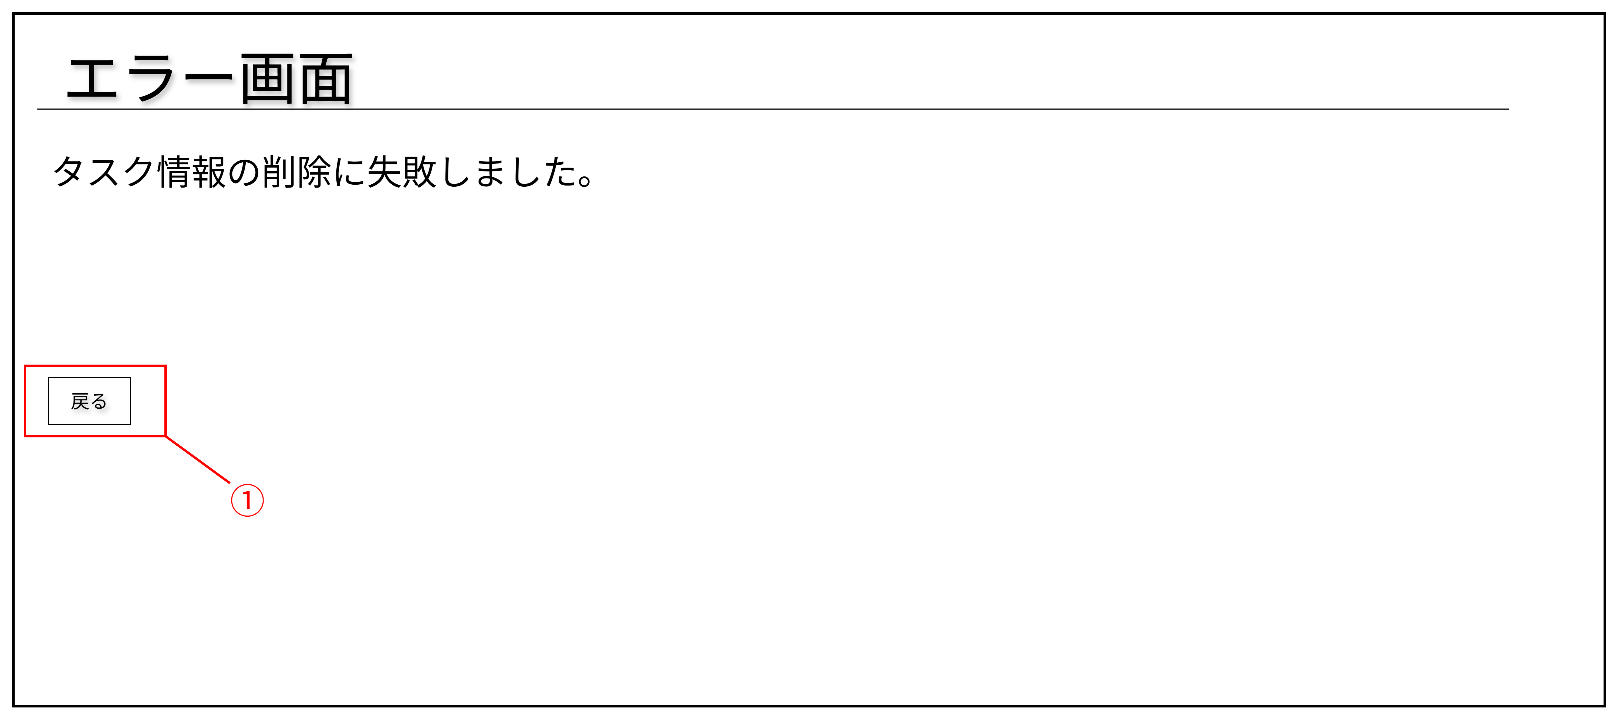 エラー画面
タスク情報の削除に失敗しました。
戻る
①